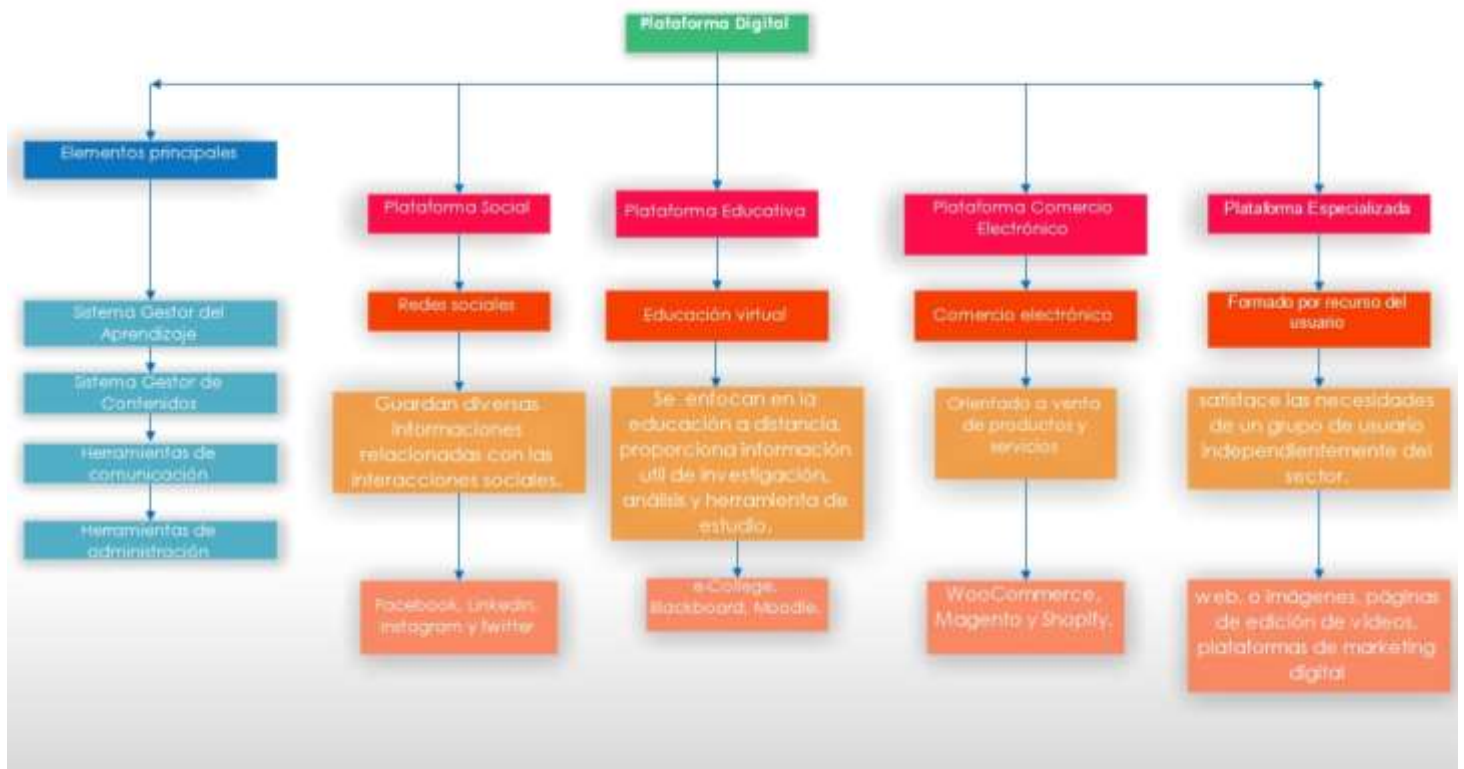 Plataforma Digital
Elementos principales
Sistema Gestor del
Aprendizaje
Sistema Gestor de
Contenidos
Herramientas de
comunicación
Herramientas de
administración
Plataforma Social
Redes sociales
Guardan diversas
informaciones
relacionadas con las
interacciones sociales.
Facebook, Linkedin,
instagram y twitter
Plataforma Educativa
Educación virtual
Se enfocan en la
educación a distancia,
proporciona información
util de investigación,
análisis y herramienta de
estudio.
e-College,
Blackboard, Moodle.
Plataforma Comercio
Electrónico
Comercio electrónico
Orientado a venta
de productos y
servicios
WooCommerce,
Magento y Shopify.
Plataforma Especializada
Formado por recurso del
usuario
satisface las necesidades
de un grupo de usuario
independientemente del
sector.
web, o imágenes, páginas
de edición de vídeos,
plataformas de marketing
digital